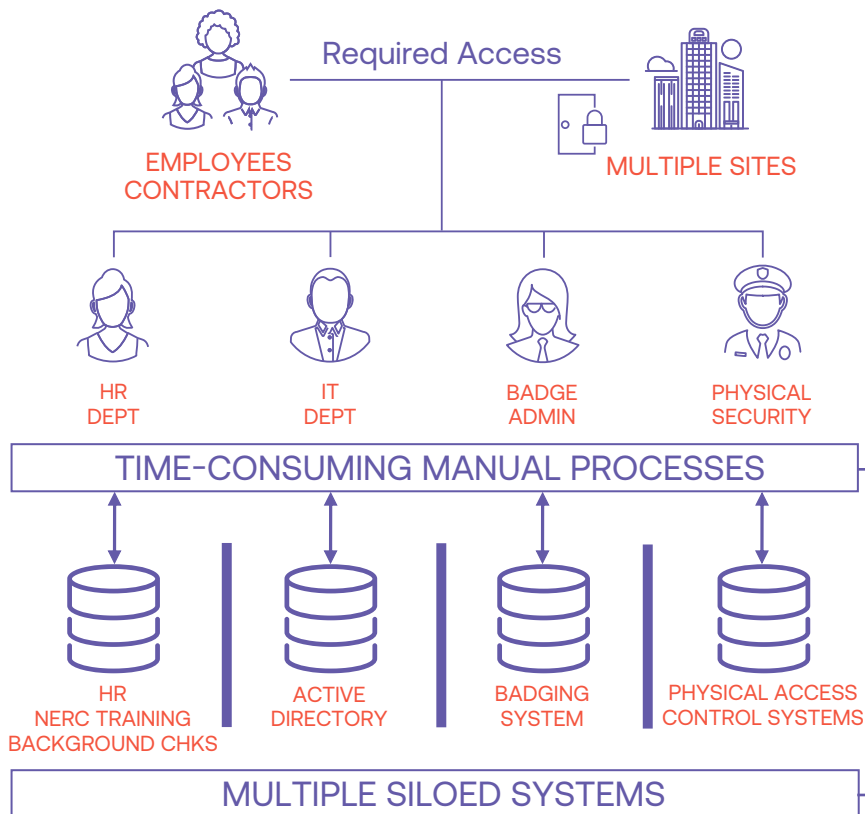 Required Access
EMPLOYEES
CONTRACTORS
MULTIPLE SITES
HR
DEPT
IT
DEPT
BADGE
ADMIN
PHYSICAL
SECURITY
TIME-CONSUMING MANUAL PROCESSES
HR
NERC TRAINING
BACKGROUND CHKS
ACTIVE
DIRECTORY
BADGING
SYSTEM
PHYSICAL ACCESS
CONTROL SYSTEMS
MULTIPLE SILOED SYSTEMS